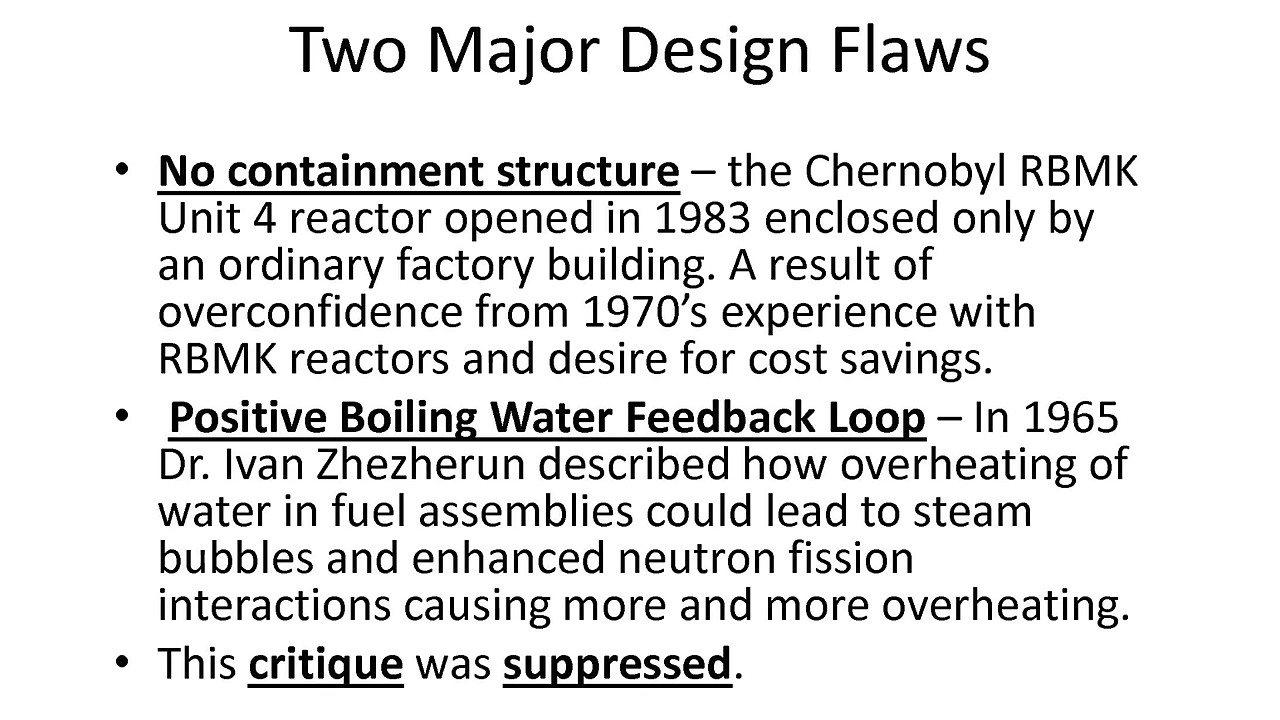 Two Major Design Flaws
• No containment structure – the Chernobyl RBMK
Unit 4 reactor opened in 1983 enclosed only by
an ordinary factory building. A result of
overconfidence from 1970’s experience with
RBMK reactors and desire for cost savings.
• Positive Boiling Water Feedback Loop – In 1965
Dr. Ivan Zhezherun described how overheating of
water in fuel assemblies could lead to steam
bubbles and enhanced neutron fission
interactions causing more and more overheating.
• This critique was suppressed.